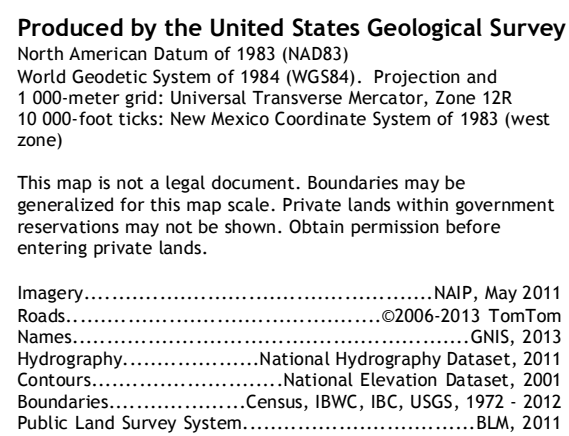 Produced by the United States Geological Survey
North American Datum of 1983 (NAD83)
World Geodetic System of 1984 (WGS84).  Projection and
1 000-meter grid: Universal Transverse Mercator, Zone 12R
10 000-foot ticks: New Mexico Coordinate System of 1983 (west
zone)
This map is not a legal document. Boundaries may be
generalized for this map scale. Private lands within government
reservations may not be shown. Obtain permission before
entering private lands.
Imagery.........................................NAIP, May 2011
Roads.....................................©2006-2013 TomTom
Names...............................................GNIS, 2013
Hydrography...................National Hydrography Dataset, 2011
Contours...........................National Elevation Dataset, 2001
Boundaries...................Census, IBWC, IBC, USGS, 1972 - 2012
Public Land Survey System.................................BLM, 2011